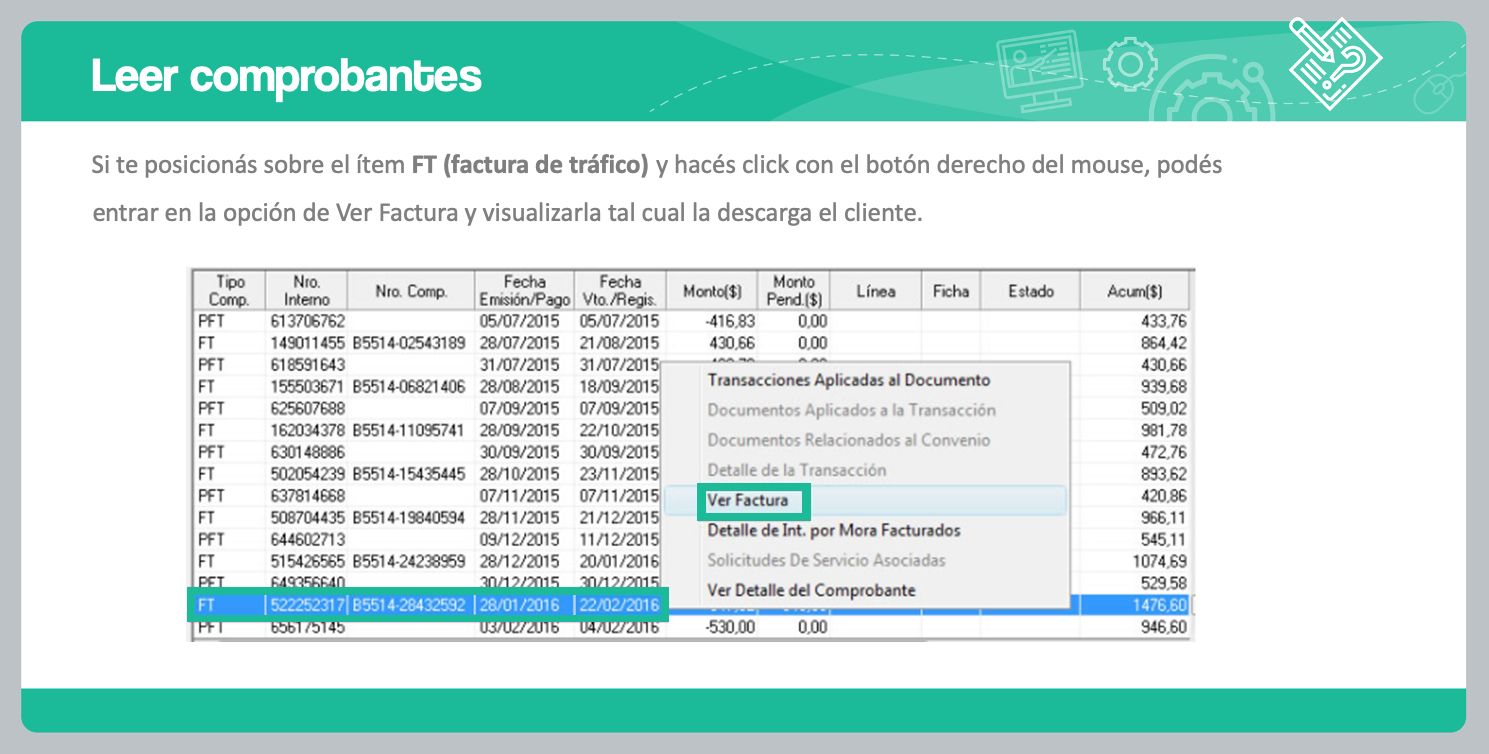 Leer comprobantes
Si te posicionás sobre el ítem FT (factura de tráfico) y hacés click con el botón derecho del mouse, podés
entrar en la opción de Ver Factura y visualizarla tal cual la descarga el cliente.
Tipo Comp. Nro. Interno Nro. Comp. Fecha Emisión/Pago Fecha Vto./Regis. Monto($) Monto Pend.($) Línea Ficha Estado Acum($)
PFT 613706762 05/07/2015 05/07/2015 -416,83 0,00 433,76
FT 149011455 B5514-02543189 28/07/2015 21/08/2015 430,66 0,00 864,42
PFT 618591643 31/07/2015 31/07/2015 430,66
FT 155503671 B5514-06821406 28/08/2015 18/09/2015 939,68
PFT 625607688 07/09/2015 07/09/2015 509,02
FT 162034378 B5514-11095741 28/09/2015 22/10/2015 981,78
PFT 630148886 30/09/2015 30/09/2015 472,76
FT 502054239 B5514-15435445 28/10/2015 23/11/2015 893,62
PFT 637814668 07/11/2015 07/11/2015 420,86
FT 508704435 B5514-19840594 28/11/2015 21/12/2015 966,11
PFT 644602713 09/12/2015 11/12/2015 545,11
FT 515426565 B5514-24238959 28/12/2015 20/01/2016 1074,69
PFT 649356640 30/12/2015 30/12/2015 529,58
FT 522252317 B5514-28432592 28/01/2016 22/02/2016 1476,60
PFT 656175145 03/02/2016 04/02/2016 -530,00 0,00 946,60
Transacciones Aplicadas al Documento
Documentos Aplicados a la Transacción
Documentos Relacionados al Convenio
Detalle de la Transacción
Ver Factura
Detalle de Int. por Mora Facturados
Solicitudes De Servicio Asociadas
Ver Detalle del Comprobante